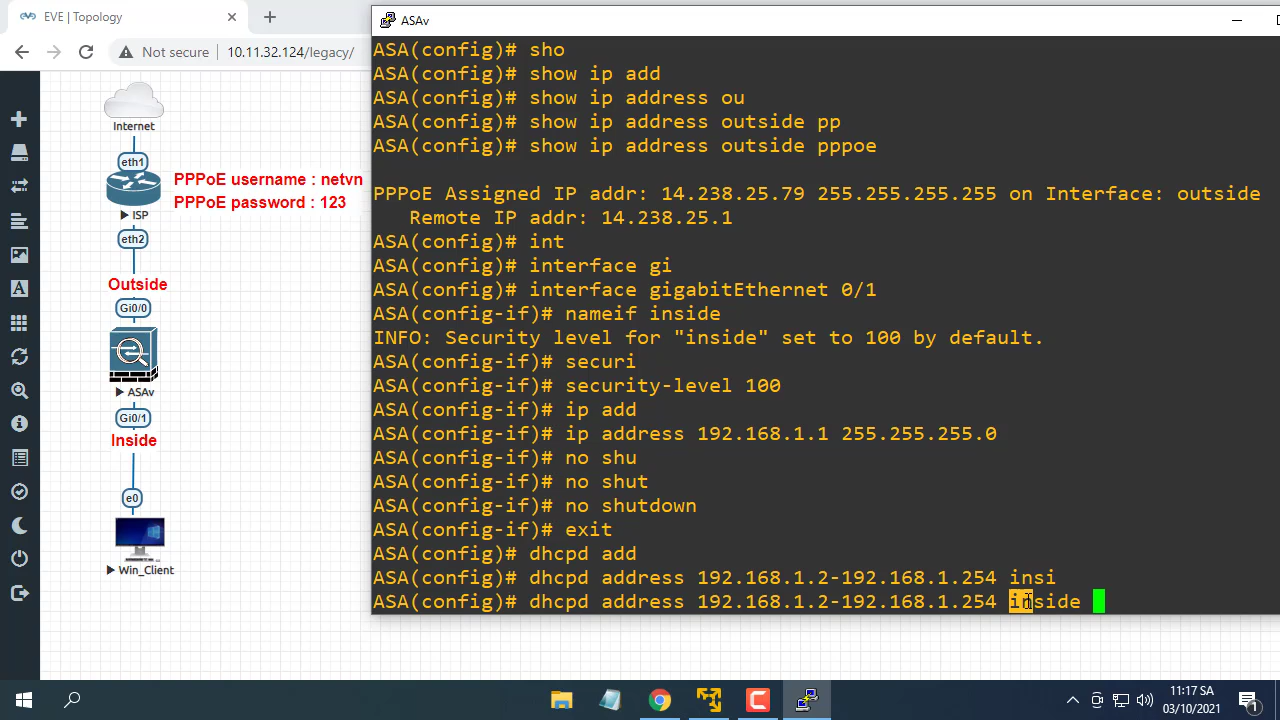 EVE | Topology
Not secure
10.11.32.124/legacy/
Internet
eth1
PPPoE username : netvn
PPPoE password : 123
ISP
eth2
Outside
Gi0/0
ASAv
Gi0/1
Inside
e0
Win_Client
ASAv
ASA(config)# sho
ASA(config)# show ip add
ASA(config)# show ip address ou
ASA(config)# show ip address outside pp
ASA(config)# show ip address outside pppoe
PPPoE Assigned IP addr: 14.238.25.79 255.255.255.255 on Interface: outside
Remote IP addr: 14.238.25.1
ASA(config)# int
ASA(config)# interface gi
ASA(config)# interface gigabitEthernet 0/1
ASA(config-if)# nameif inside
INFO: Security level for "inside" set to 100 by default.
ASA(config-if)# securi
ASA(config-if)# security-level 100
ASA(config-if)# ip add
ASA(config-if)# ip address 192.168.1.1 255.255.255.0
ASA(config-if)# no shu
ASA(config-if)# no shut
ASA(config-if)# no shutdown
ASA(config-if)# exit
ASA(config)# dhcpd add
ASA(config)# dhcpd address 192.168.1.2-192.168.1.254 insi
ASA(config)# dhcpd address 192.168.1.2-192.168.1.254 inside
11:17 SA
03/10/2021
1